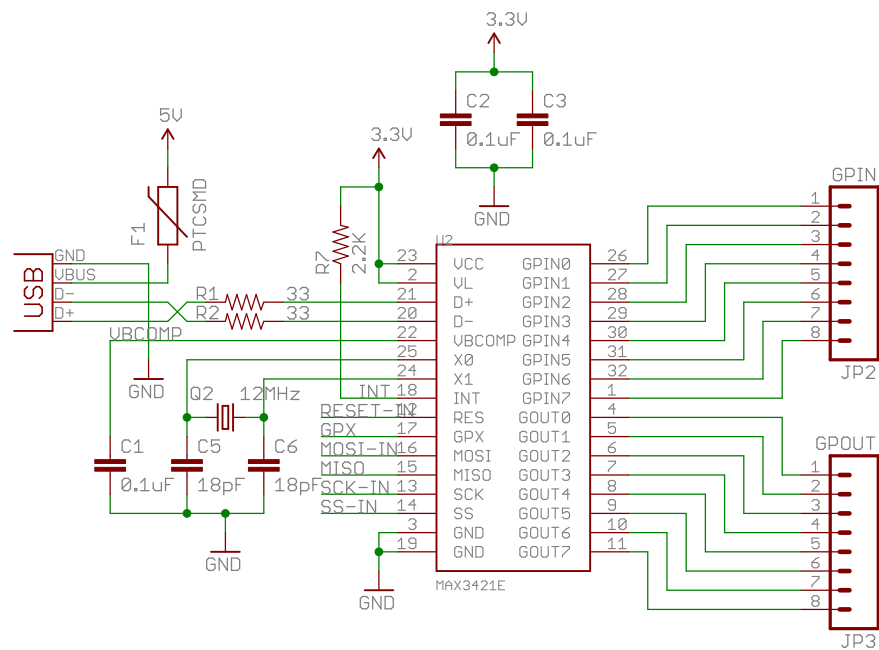 3.3V
C2
C3
0.1uF
0.1uF
GND
5V
F1
PTCSMD
3.3V
R7
2.2K
USB
GND
VBUS
D-
D+
R1
33
R2
33
VBCOMP
GND
Q2
12MHz
C1
0.1uF
C5
18pF
C6
18pF
GND
INT
RESET-IN
GPX
MOSI-IN
MISO
SCK-IN
SS-IN
GND
U2
23 VCC GPIN0 26
2 VL GPIN1 27
21 D+ GPIN2 28
20 D- GPIN3 29
22 VBCOMP GPIN4 30
25 X0 GPIN5 31
24 X1 GPIN6 32
18 INT GPIN7 1
12 RES GOUT0 4
17 GPX GOUT1 5
16 MOSI GOUT2 6
15 MISO GOUT3 7
13 SCK GOUT4 8
14 SS GOUT5 9
3 GND GOUT6 10
19 GND GOUT7 11
MAX3421E
GPIN
1
2
3
4
5
6
7
8
JP2
GPOUT
1
2
3
4
5
6
7
8
JP3